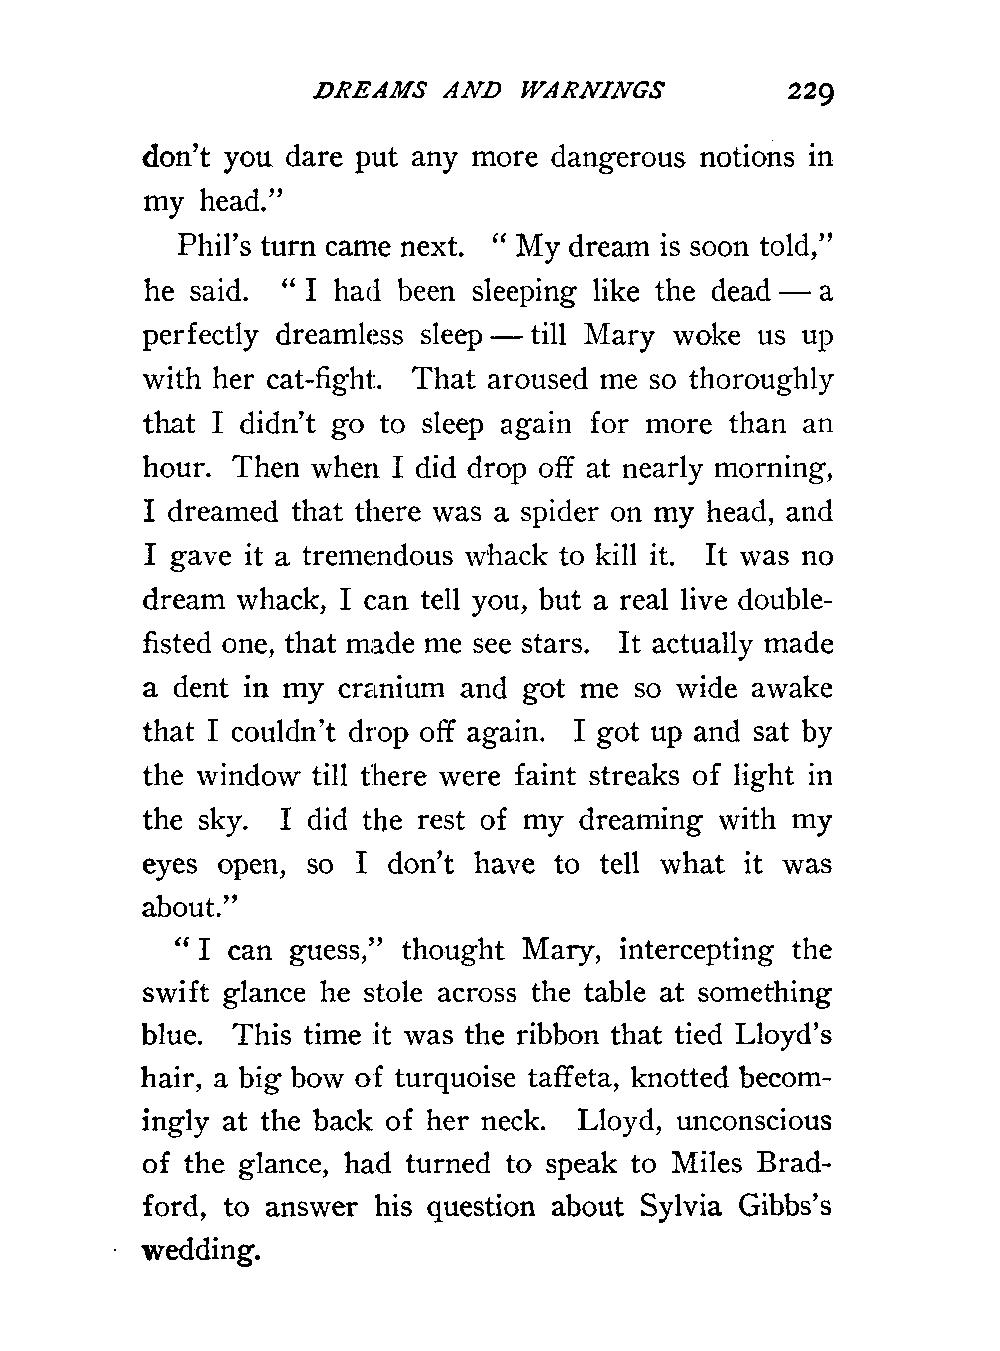 DREAMS AND WARNINGS 229
don't you dare put any more dangerous notions in
my head."
Phil's turn came next. "My dream is soon told,"
he said. "I had been sleeping like the dead — a
perfectly dreamless sleep — till Mary woke us up
with her cat-fight. That aroused me so thoroughly
that I didn't go to sleep again for more than an
hour. Then when I did drop off at nearly morning,
I dreamed that there was a spider on my head, and
I gave it a tremendous whack to kill it. It was no
dream whack, I can tell you, but a real live double-
fisted one, that made me see stars. It actually made
a dent in my cranium and got me so wide awake
that I couldn't drop off again. I got up and sat by
the window till there were faint streaks of light in
the sky. I did the rest of my dreaming with my
eyes open, so I don't have to tell what it was
about."
"I can guess," thought Mary, intercepting the
swift glance he stole across the table at something
blue. This time it was the ribbon that tied Lloyd's
hair, a big bow of turquoise taffeta, knotted becom-
ingly at the back of her neck. Lloyd, unconscious
of the glance, had turned to speak to Miles Brad-
ford, to answer his question about Sylvia Gibbs's
wedding.